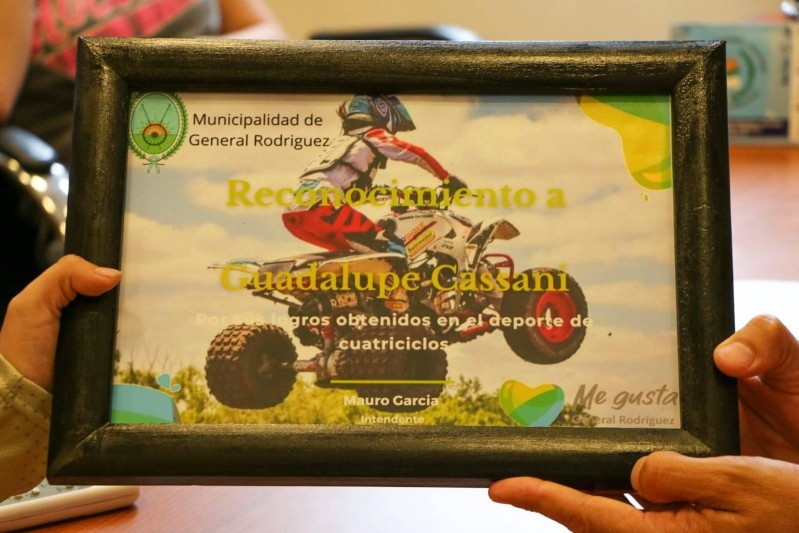 Municipalidad de
General Rodriguez
Reconocimiento a
Guadalupe Cassani
Por sus logros obtenidos en el deporte de
cuatriciclos
Mauro Garcia
Intendente
Me gusta
General Rodríguez